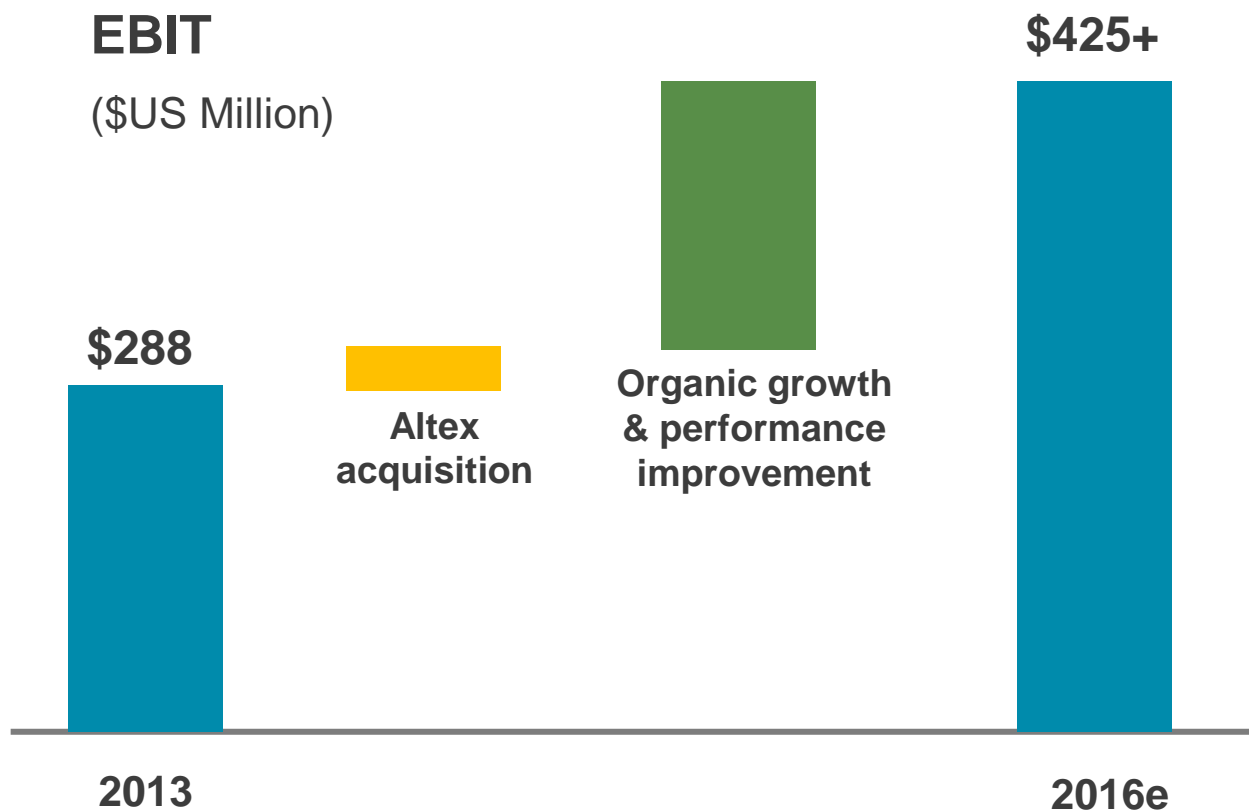 EBIT
($US Million)
$425+
$288
Altex
acquisition
Organic growth
& performance
improvement
2013
2016e